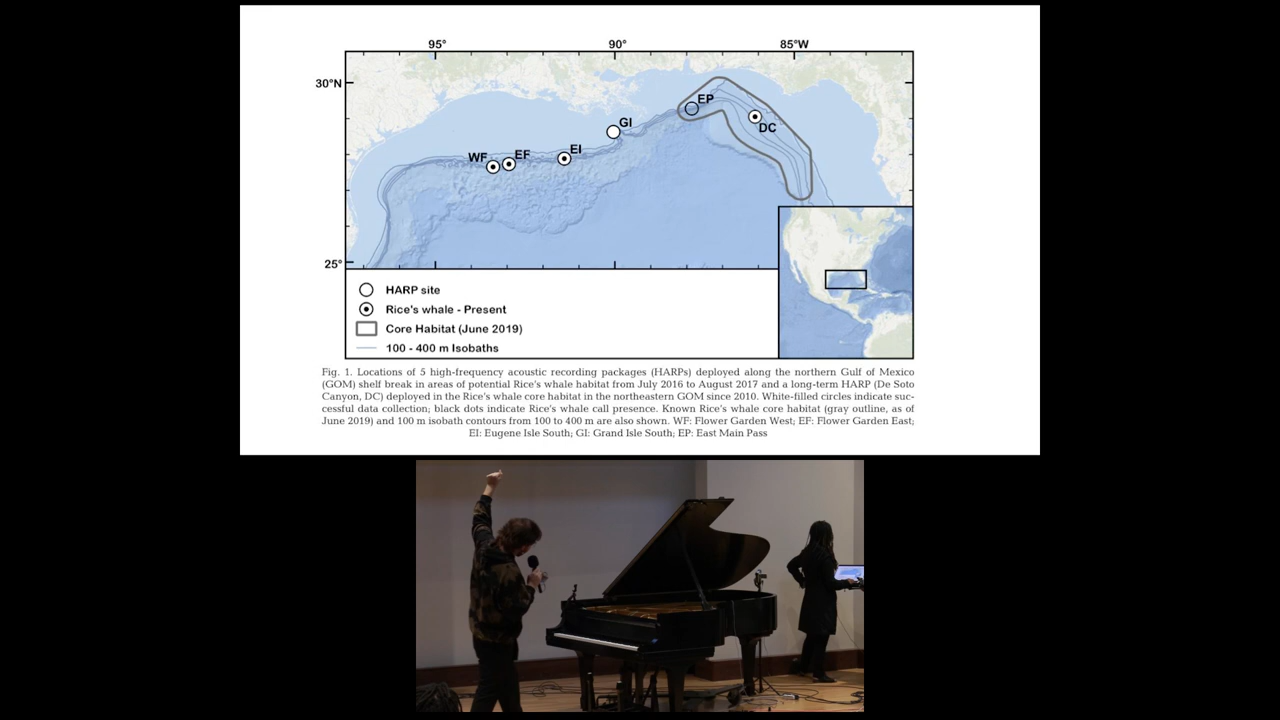 95° 90° 85°W
30°N
EP
GI DC
WF EF EI
25°
HARP site
Rice's whale - Present
Core Habitat (June 2019)
100 - 400 m Isobaths
Fig. 1. Locations of 5 high-frequency acoustic recording packages (HARPs) deployed along the northern Gulf of Mexico
(GOM) shelf break in areas of potential Rice's whale habitat from July 2016 to August 2017 and a long-term HARP (De Soto
Canyon, DC) deployed in the Rice's whale core habitat in the northeastern GOM since 2010. White-filled circles indicate suc-
cessful data collection; black dots indicate Rice's whale call presence. Known Rice's whale core habitat (gray outline, as of
June 2019) and 100 m isobath contours from 100 to 400 m are also shown. WF: Flower Garden West; EF: Flower Garden East;
EI: Eugene Isle South; GI: Grand Isle South; EP: East Main Pass